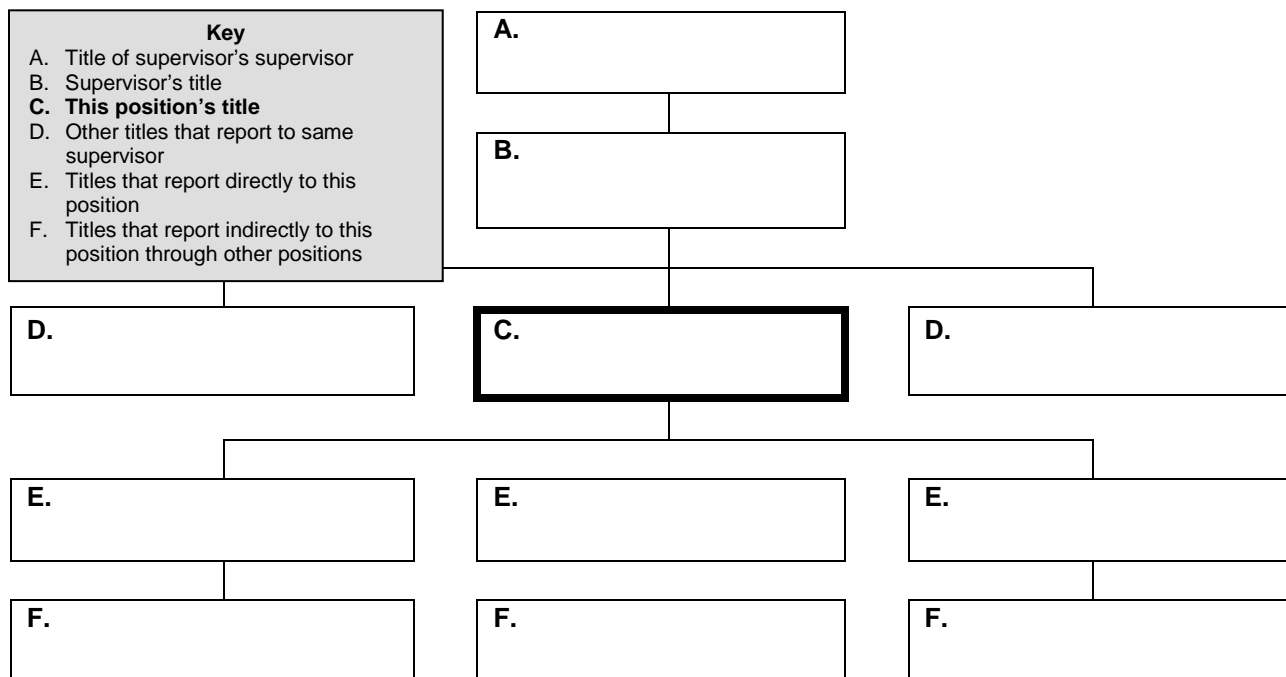 Key
A. Title of supervisor’s supervisor
B. Supervisor’s title
C. This position’s title
D. Other titles that report to same
supervisor
E. Titles that report directly to this
position
F. Titles that report indirectly to this
position through other positions
A.
B.
D.
C.
D.
E.
E.
E.
F.
F.
F.